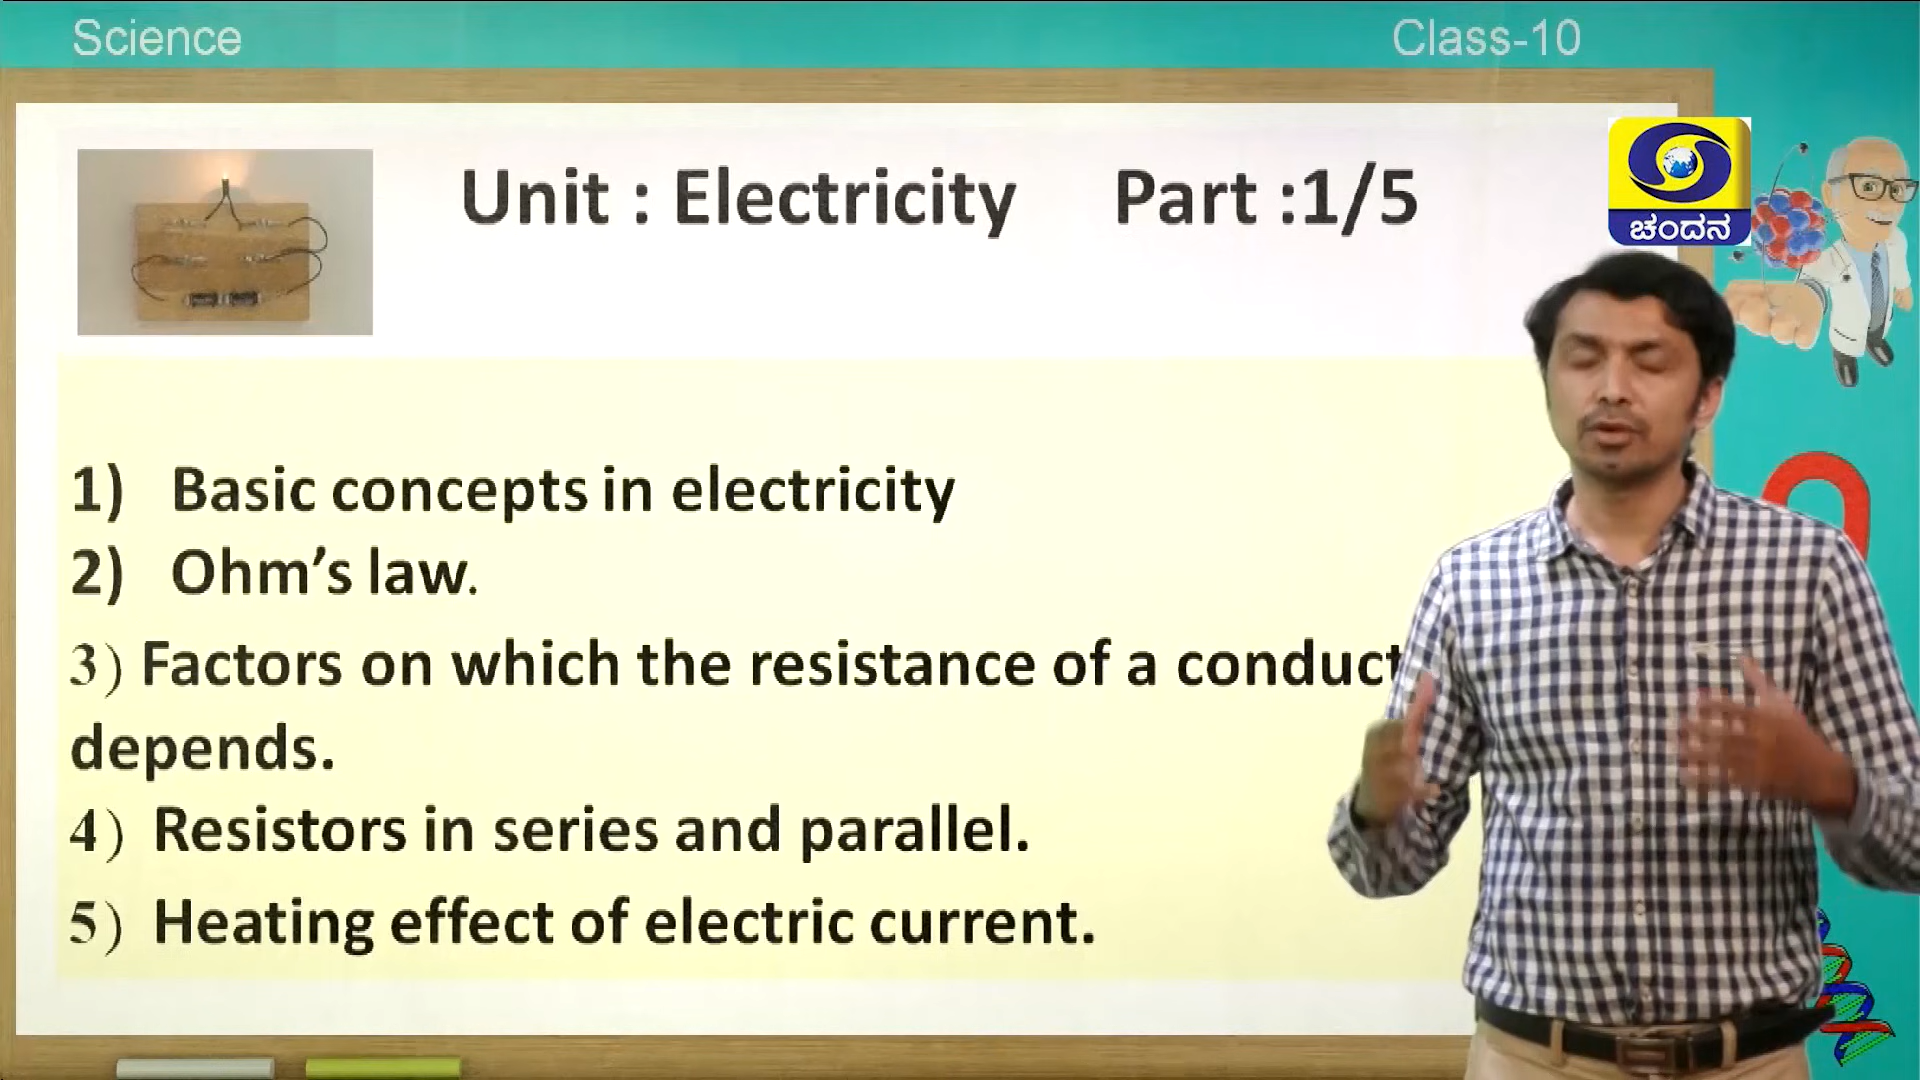 Science
Class-10
Unit : Electricity Part :1/5
ಚಂದನ
1) Basic concepts in electricity
2) Ohm’s law.
3) Factors on which the resistance of a conduct
depends.
4) Resistors in series and parallel.
5) Heating effect of electric current.